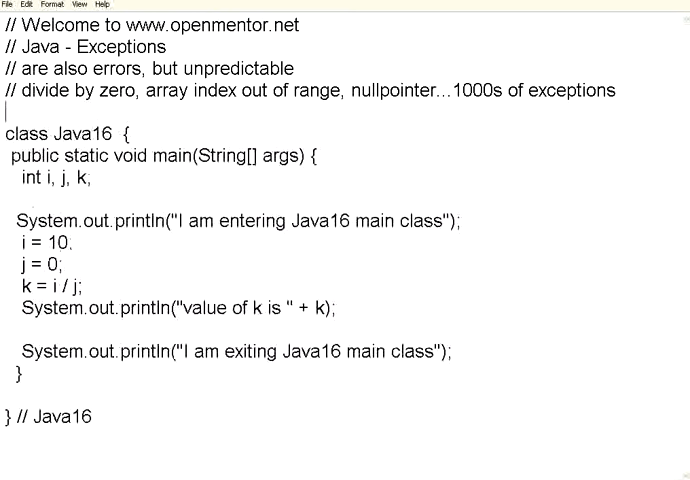 File Edit Format View Help
// Welcome to www.openmentor.net
// Java - Exceptions
// are also errors, but unpredictable
// divide by zero, array index out of range, nullpointer...1000s of exceptions
class Java16 {
public static void main(String[] args) {
int i, j, k;
System.out.println("I am entering Java16 main class");
i = 10;
j = 0;
k = i / j;
System.out.println("value of k is " + k);
System.out.println("I am exiting Java16 main class");
}
} // Java16